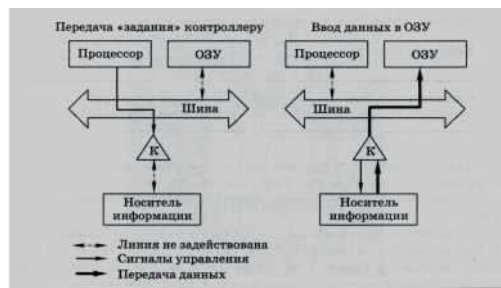 Передача «задания» контроллеру
Процессор
ОЗУ
Шина
К
Носитель
информации
Ввод данных в ОЗУ
Процессор
ОЗУ
Шина
К
Носитель
информации
Линия не задействована
Сигналы управления
Передача данных